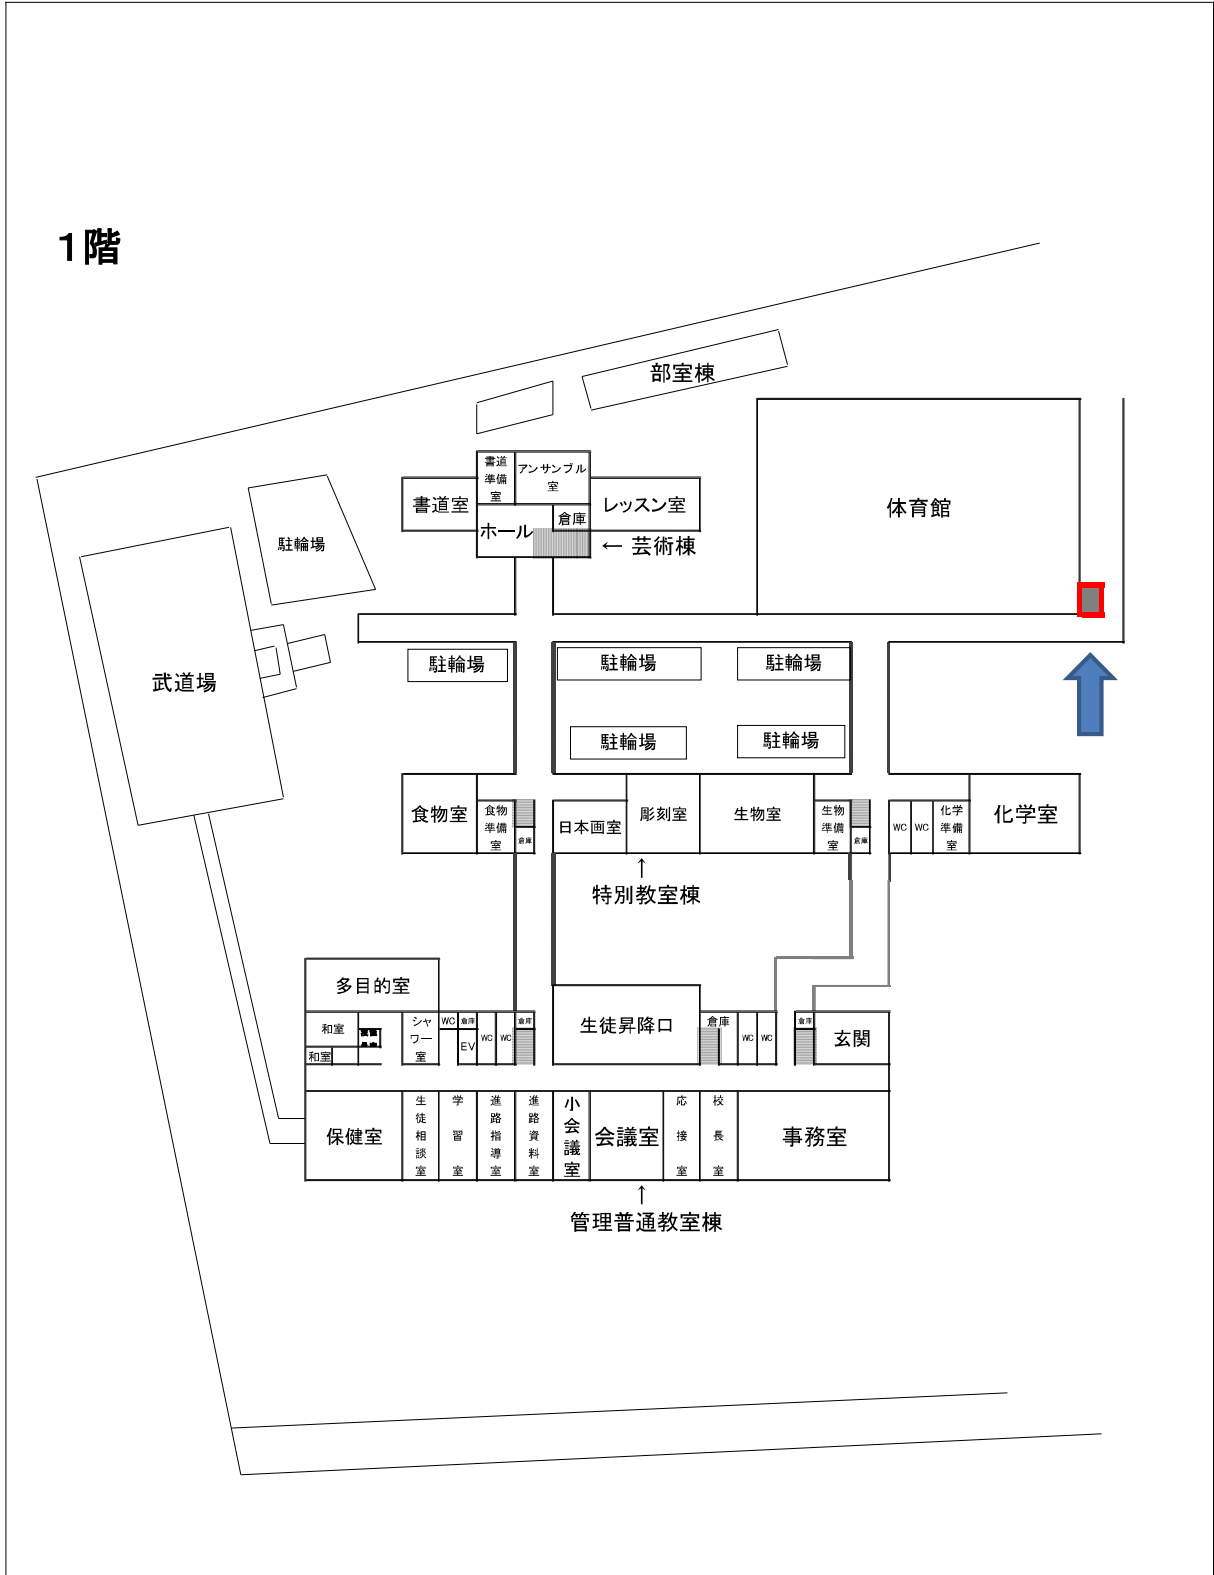 1階
部室棟
書道準備室
アンサンブル室
書道室
ホール
倉庫
レッスン室
← 芸術棟
体育館
駐輪場
武道場
駐輪場
駐輪場
駐輪場
駐輪場
駐輪場
食物室
食物準備室
倉庫
日本画室
彫刻室
生物室
生物準備室
倉庫
WC
WC
化学準備室
化学室
↑
特別教室棟
多目的室
和室
和室
シャワー室
WC
倉庫
EV
WC
WC
倉庫
生徒昇降口
倉庫
WC
WC
倉庫
玄関
保健室
生徒相談室
学習室
進路指導室
進路資料室
小会議室
会議室
応接室
校長室
事務室
↑
管理普通教室棟